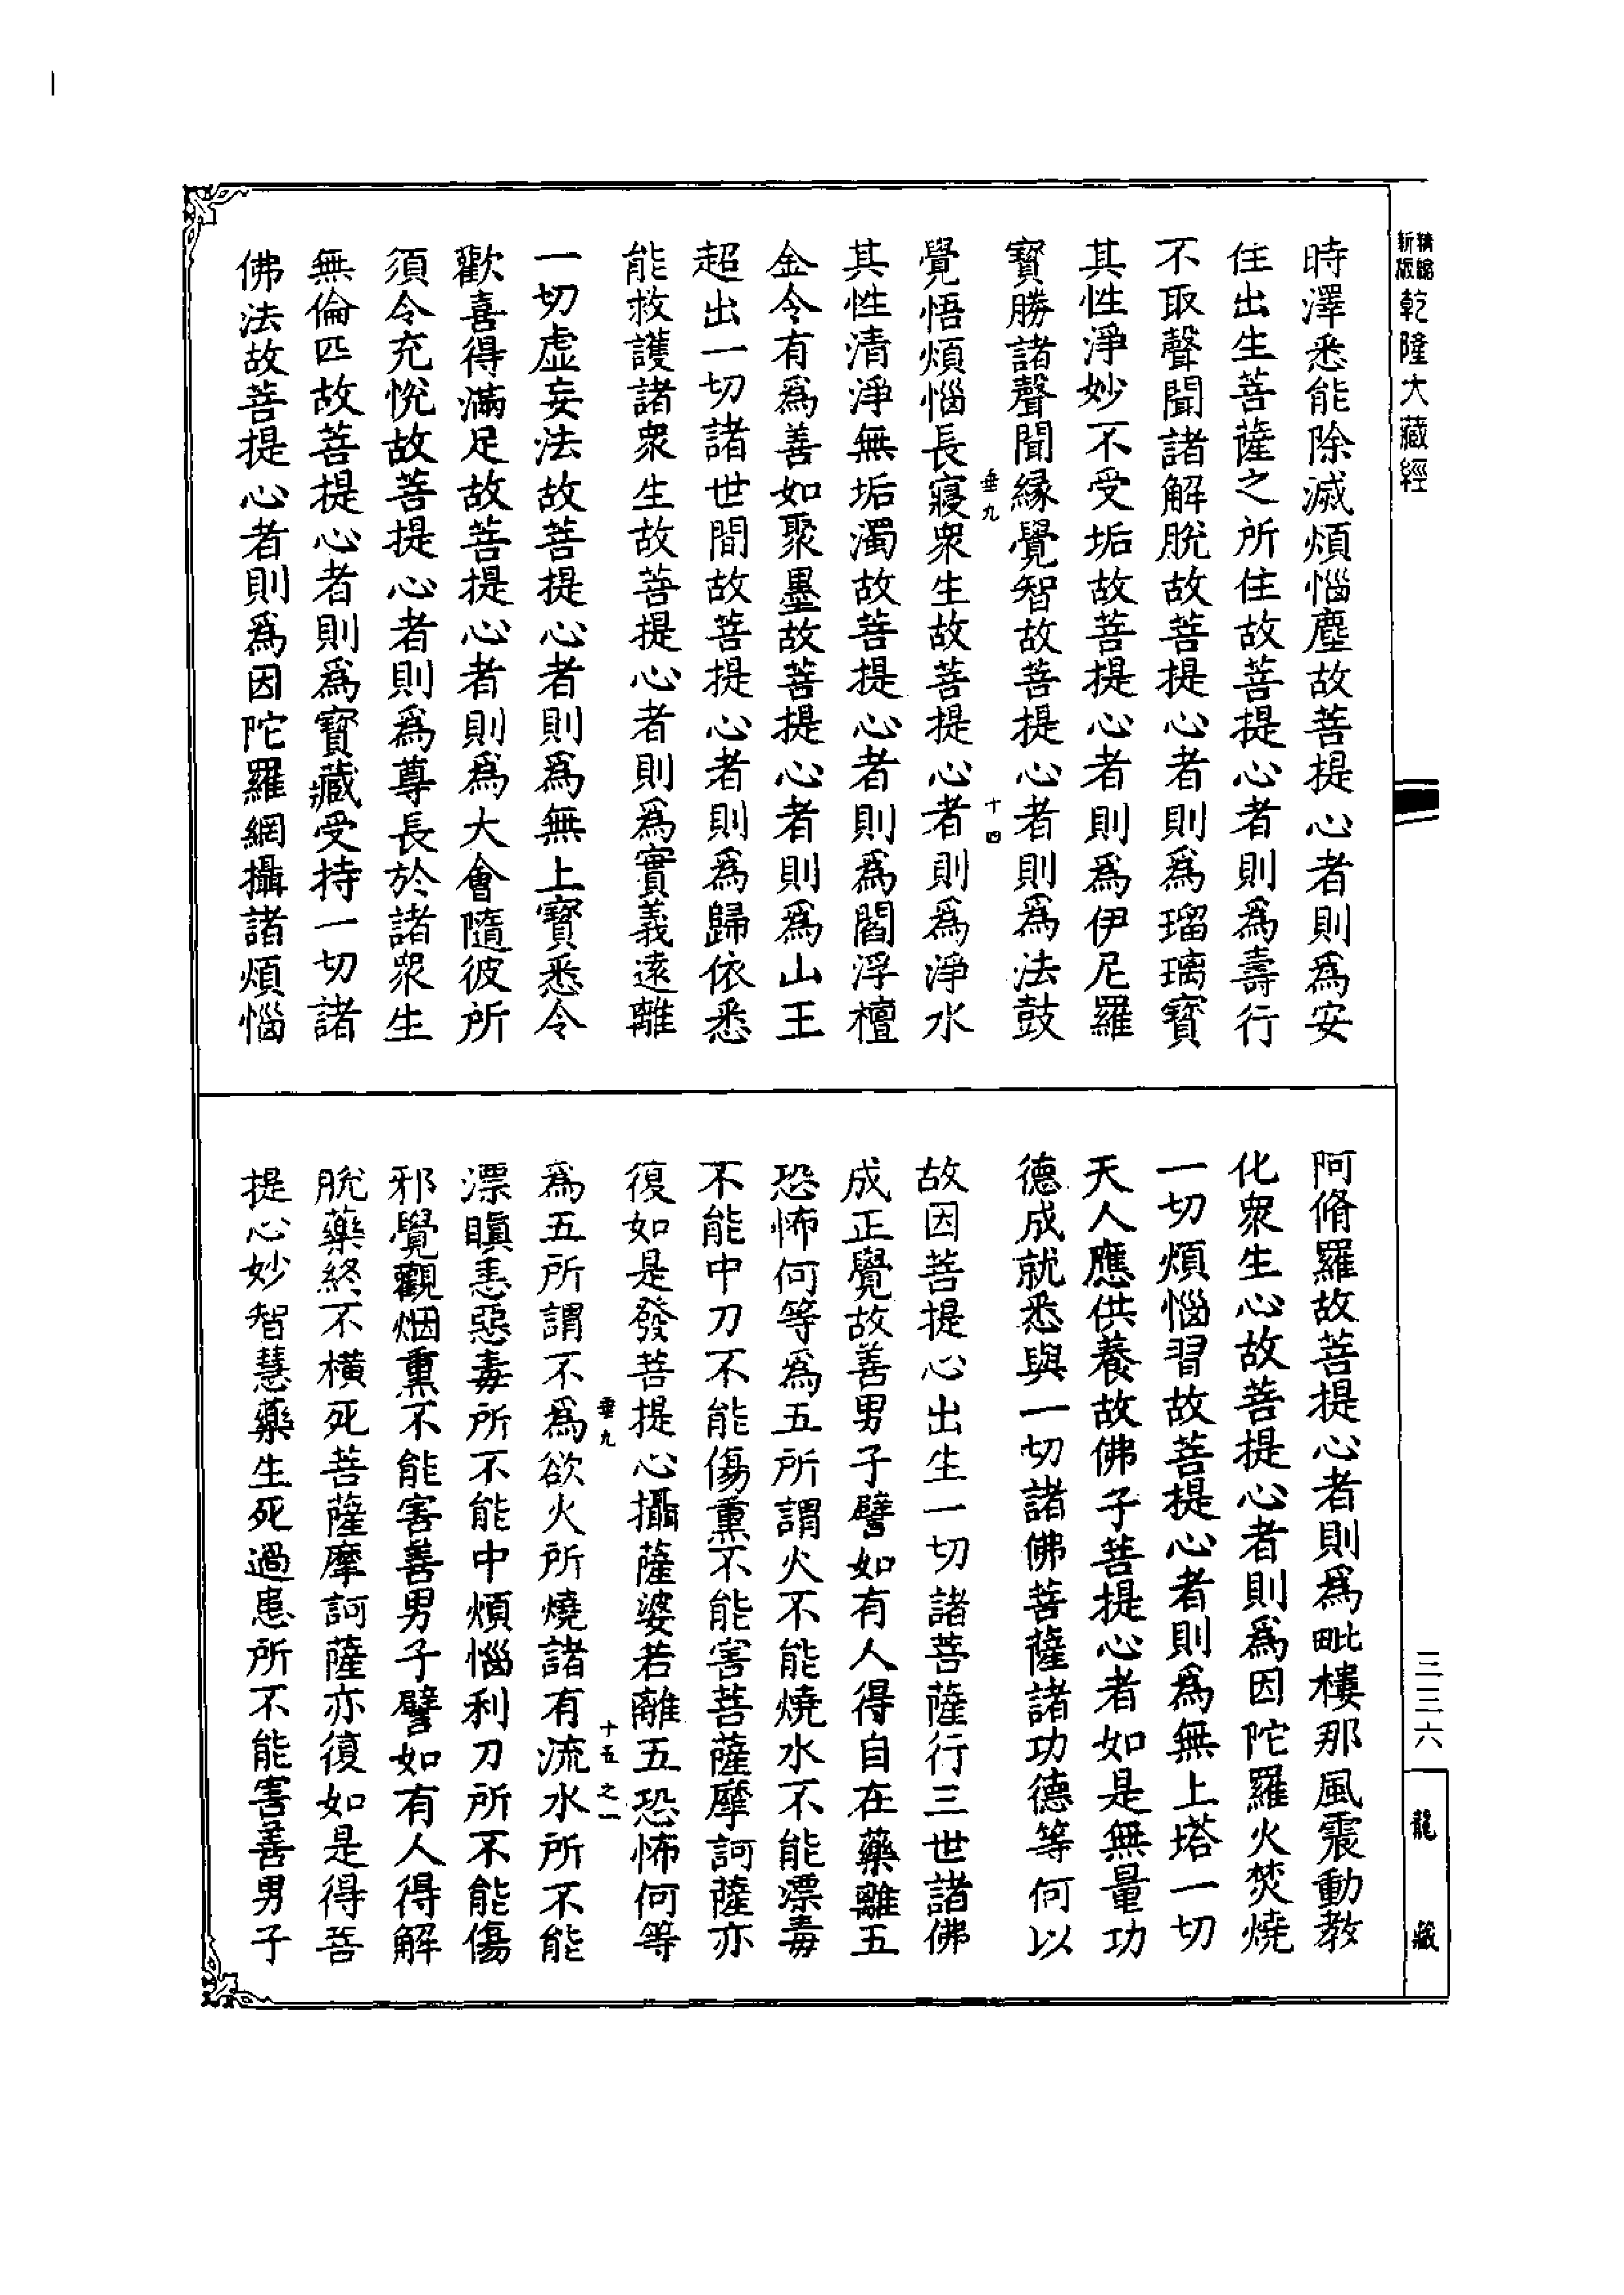 精縮
新版
乾隆大藏經
三三六
龍藏
時澤悉能除滅煩惱塵故菩提心者則爲安
住出生菩薩之所住故菩提心者則爲壽行
不取聲聞諸解脫故菩提心者則爲瑠璃寳
其性淨妙不受垢故菩提心者則爲伊尼羅
寳勝諸聲聞緣覺智故菩提心者則爲法鼓
垂九 十四
覺悟煩惱長寢衆生故菩提心者則爲淨水
其性清淨無垢濁故菩提心者則爲閻浮檀
金令有爲善如聚墨故菩提心者則爲山王
超出一切諸世間故菩提心者則爲歸依悉
能救護諸衆生故菩提心者則爲實義遠離
一切虛妄法故菩提心者則爲無上寳悉令
歡喜得滿足故菩提心者則爲大會隨彼所
須令充悅故菩提心者則爲尊長於諸衆生
無倫匹故菩提心者則爲寳藏受持一切諸
佛法故菩提心者則爲因陀羅網攝諸煩惱
阿脩羅故菩提心者則爲毗樓那風震動教
化衆生心故菩提心者則爲因陀羅火焚燒
一切煩惱習故菩提心者則爲無上塔一切
天人應供養故佛子菩提心者如是無量功
德成就悉與一切諸佛菩薩諸功德等何以
故因菩提心出生一切諸菩薩行三世諸佛
成正覺故善男子譬如有人得自在藥離五
恐怖何等爲五所謂火不能燒水不能漂毒
不能中刀不能傷熏不能害菩薩摩訶薩亦
復如是發菩提心攝薩婆若離五恐怖何等
垂九 十五之一
爲五所謂不爲欲火所燒諸有流水所不能
漂瞋恚惡毒所不能中煩惱利刀所不能傷
邪覺觀烟熏不能害善男子譬如有人得解
脫藥終不橫死菩薩摩訶薩亦復如是得菩
提心妙智慧藥生死過患所不能害善男子